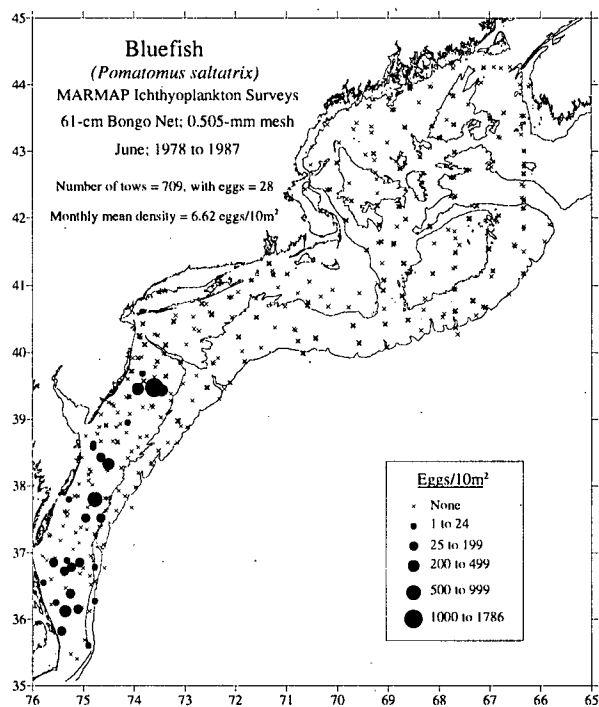 Bluefish
(Pomatomus saltatrix)
MARMAP Ichthyoplankton Surveys
61-cm Bongo Net; 0.505-mm mesh
June; 1978 to 1987
Number of tows = 709, with eggs = 28
Monthly mean density = 6.62 eggs/10m²
45
44
43
42
41
40
39
38
37
36
35
Eggs/10m²
None
1 to 24
25 to 199
200 to 499
500 to 999
1000 to 1786
76 75 74 73 72 71 70 69 68 67 66 65